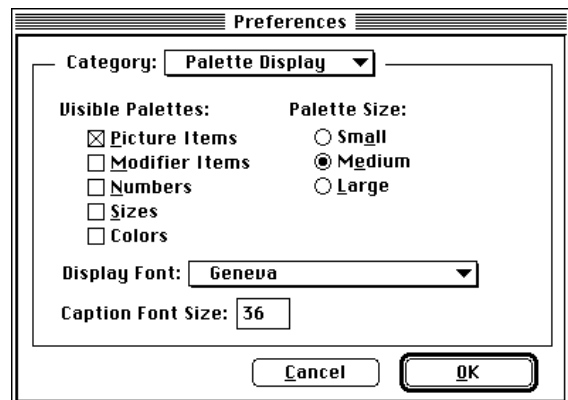 Preferences
Category: Palette Display
Visible Palettes:
Picture Items
Modifier Items
Numbers
Sizes
Colors
Palette Size:
Small
Medium
Large
Display Font: Geneva
Caption Font Size: 36
Cancel
OK